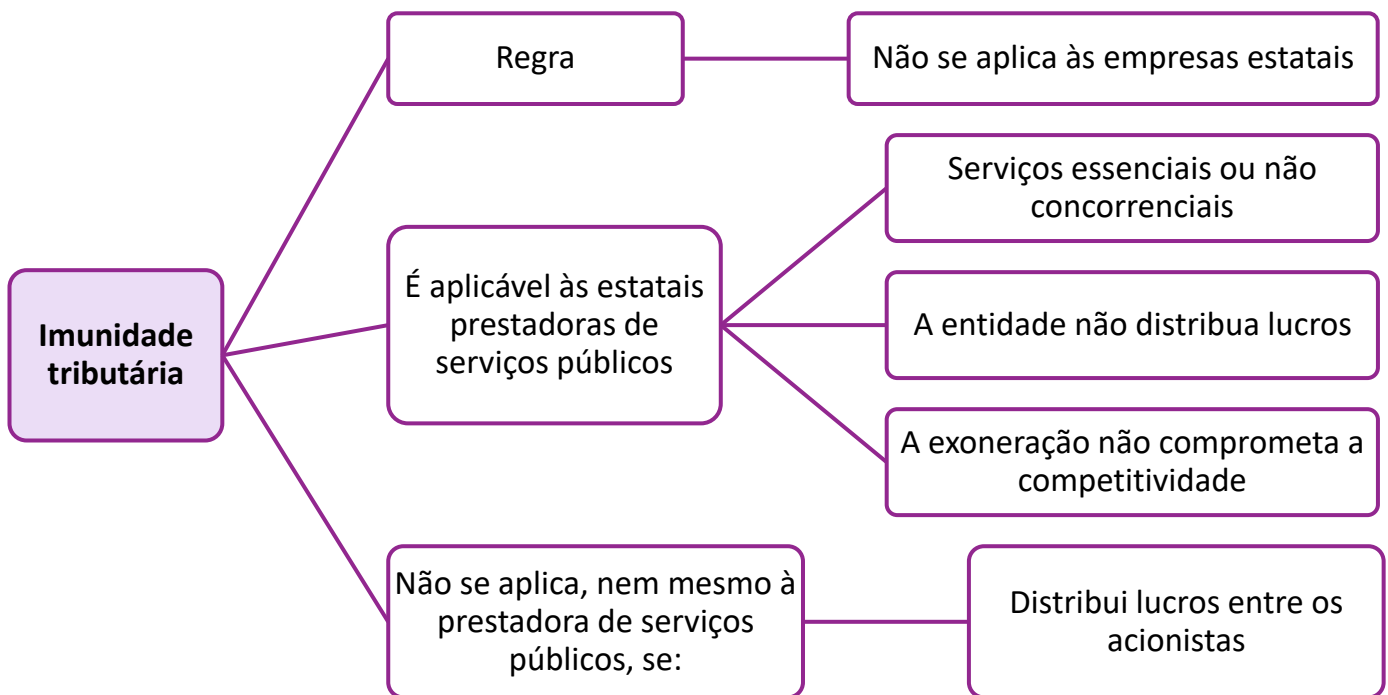 Imunidade
tributária
Regra
Não se aplica às empresas estatais
É aplicável às estatais
prestadoras de
serviços públicos
Serviços essenciais ou não
concorrenciais
A entidade não distribua lucros
A exoneração não comprometa a
competitividade
Não se aplica, nem mesmo à
prestadora de serviços
públicos, se:
Distribui lucros entre os
acionistas